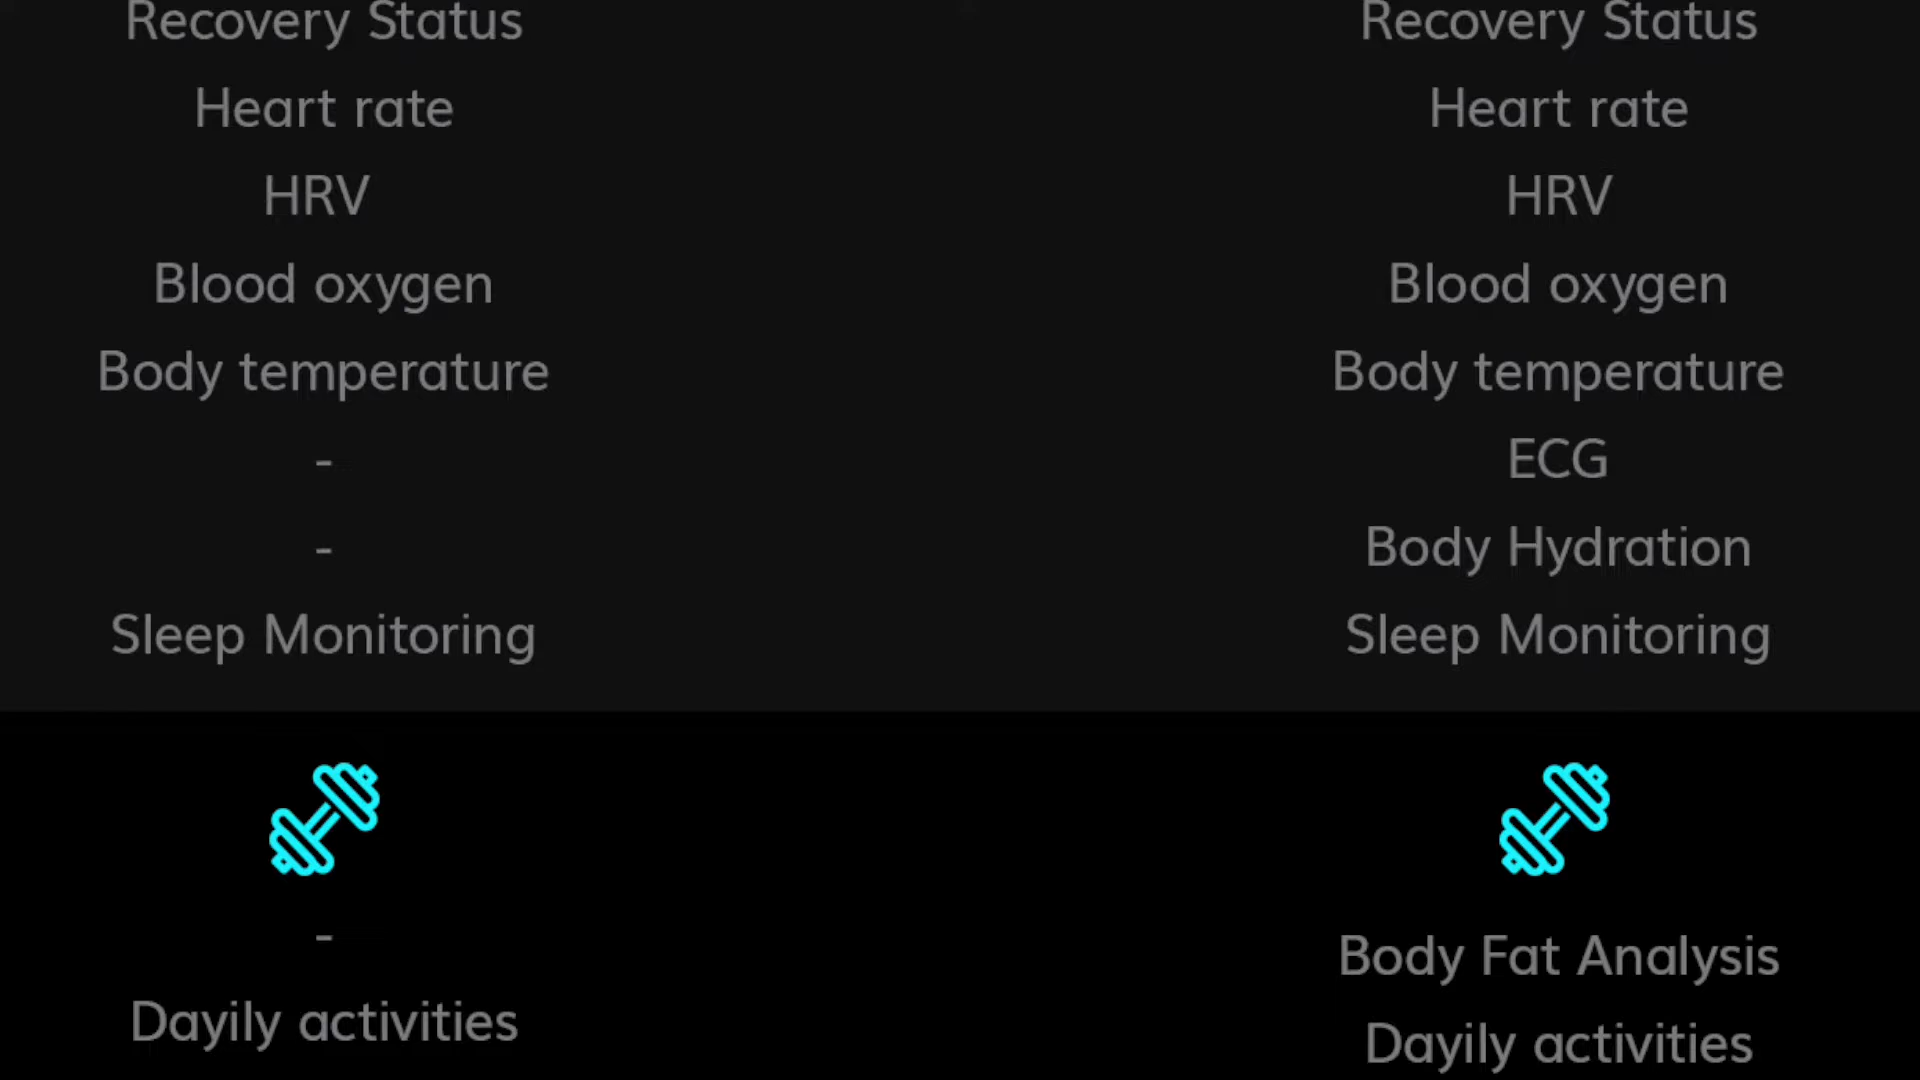 Recovery Status
Heart rate
HRV
Blood oxygen
Body temperature
-
-
Sleep Monitoring
-
Dayily activities
Recovery Status
Heart rate
HRV
Blood oxygen
Body temperature
ECG
Body Hydration
Sleep Monitoring
Body Fat Analysis
Dayily activities